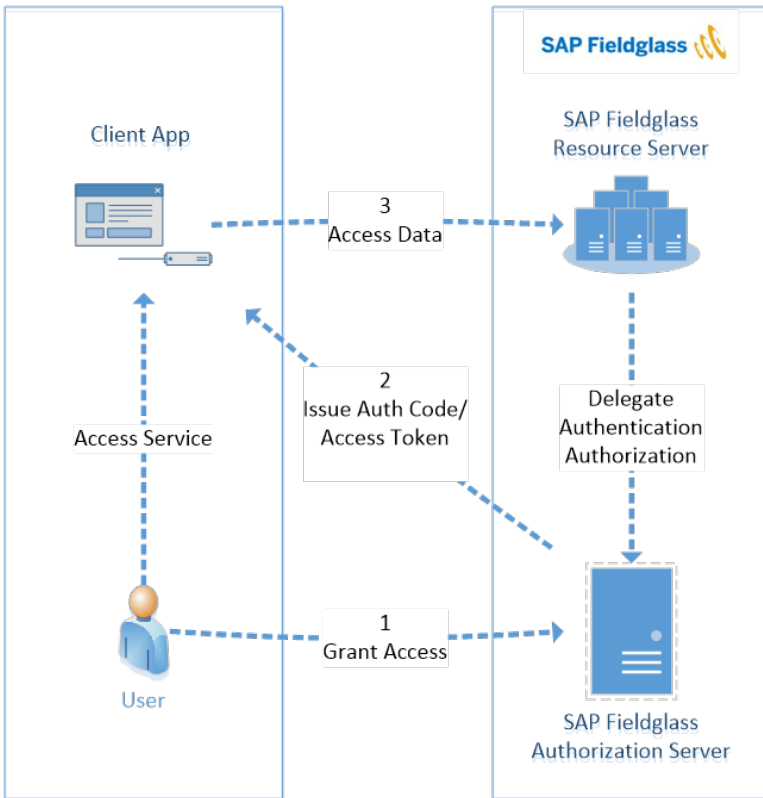 SAP Fieldglass
Client App
SAP Fieldglass
Resource Server
3
Access Data
2
Issue Auth Code/
Access Token
Delegate
Authentication
Authorization
Access Service
1
Grant Access
User
SAP Fieldglass
Authorization Server